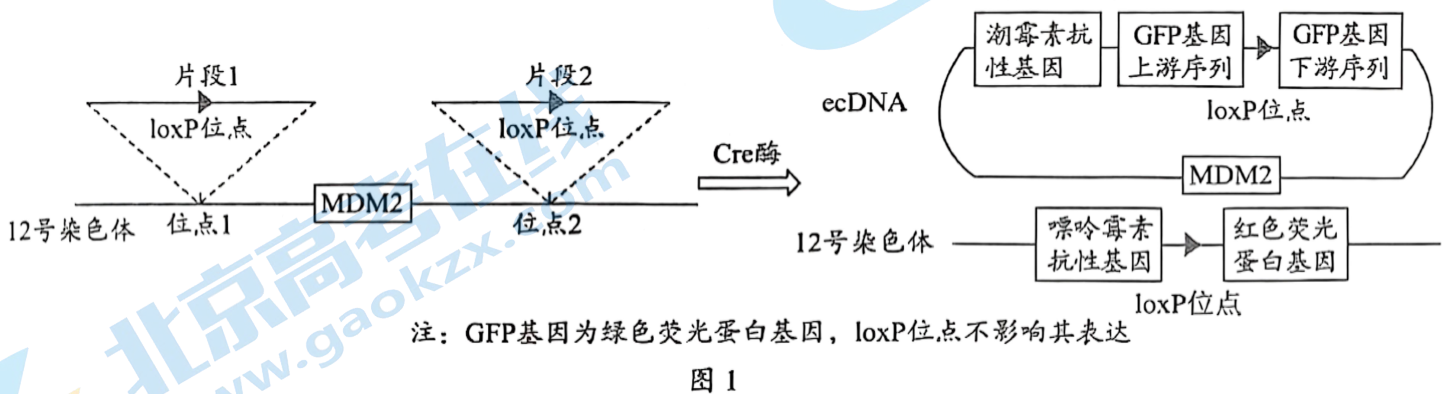 片段1
loxP位点
片段2
loxP位点
12号染色体
位点1
MDM2
位点2
Cre酶
ecDNA
潮霉素抗
性基因
GFP基因
上游序列
GFP基因
下游序列
loxP位点
MDM2
12号染色体
嘌呤霉素
抗性基因
红色荧光
蛋白基因
loxP位点
注：GFP基因为绿色荧光蛋白基因，loxP位点不影响其表达
图 1
北京高考在线
www.gaokzx.com